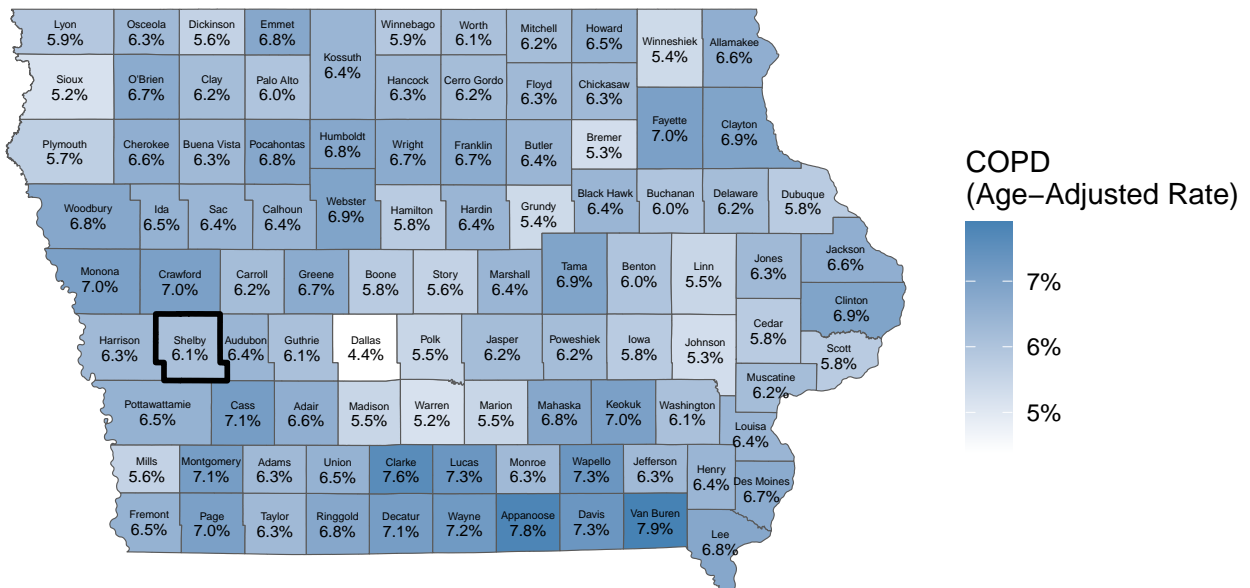 Lyon
5.9%
Osceola
6.3%
Dickinson
5.6%
Emmet
6.8%
Kossuth
6.4%
Winnebago
5.9%
Worth
6.1%
Mitchell
6.2%
Howard
6.5%
Winneshiek
5.4%
Allamakee
6.6%
Sioux
5.2%
O'Brien
6.7%
Clay
6.2%
Palo Alto
6.0%
Hancock
6.3%
Cerro Gordo
6.2%
Floyd
6.3%
Chickasaw
6.3%
Fayette
7.0%
Clayton
6.9%
Plymouth
5.7%
Cherokee
6.6%
Buena Vista
6.3%
Pocahontas
6.8%
Humboldt
6.8%
Wright
6.7%
Franklin
6.7%
Butler
6.4%
Bremer
5.3%
Woodbury
6.8%
Ida
6.5%
Sac
6.4%
Calhoun
6.4%
Webster
6.9%
Hamilton
5.8%
Hardin
6.4%
Grundy
5.4%
Black Hawk
6.4%
Buchanan
6.0%
Delaware
6.2%
Dubuque
5.8%
Monona
7.0%
Crawford
7.0%
Carroll
6.2%
Greene
6.7%
Boone
5.8%
Story
5.6%
Marshall
6.4%
Tama
6.9%
Benton
6.0%
Linn
5.5%
Jones
6.3%
Jackson
6.6%
Clinton
6.9%
Harrison
6.3%
Shelby
6.1%
Audubon
6.4%
Guthrie
6.1%
Dallas
4.4%
Polk
5.5%
Jasper
6.2%
Poweshiek
6.2%
Iowa
5.8%
Johnson
5.3%
Cedar
5.8%
Scott
5.8%
Muscatine
6.2%
Pottawattamie
6.5%
Cass
7.1%
Adair
6.6%
Madison
5.5%
Warren
5.2%
Marion
5.5%
Mahaska
6.8%
Keokuk
7.0%
Washington
6.1%
Louisa
6.4%
Mills
5.6%
Montgomery
7.1%
Adams
6.3%
Union
6.5%
Clarke
7.6%
Lucas
7.3%
Monroe
6.3%
Wapello
7.3%
Jefferson
6.3%
Henry
6.4%
Des Moines
6.7%
Fremont
6.5%
Page
7.0%
Taylor
6.3%
Ringgold
6.8%
Decatur
7.1%
Wayne
7.2%
Appanoose
7.8%
Davis
7.3%
Van Buren
7.9%
Lee
6.8%
COPD
(Age−Adjusted Rate)
7%
6%
5%